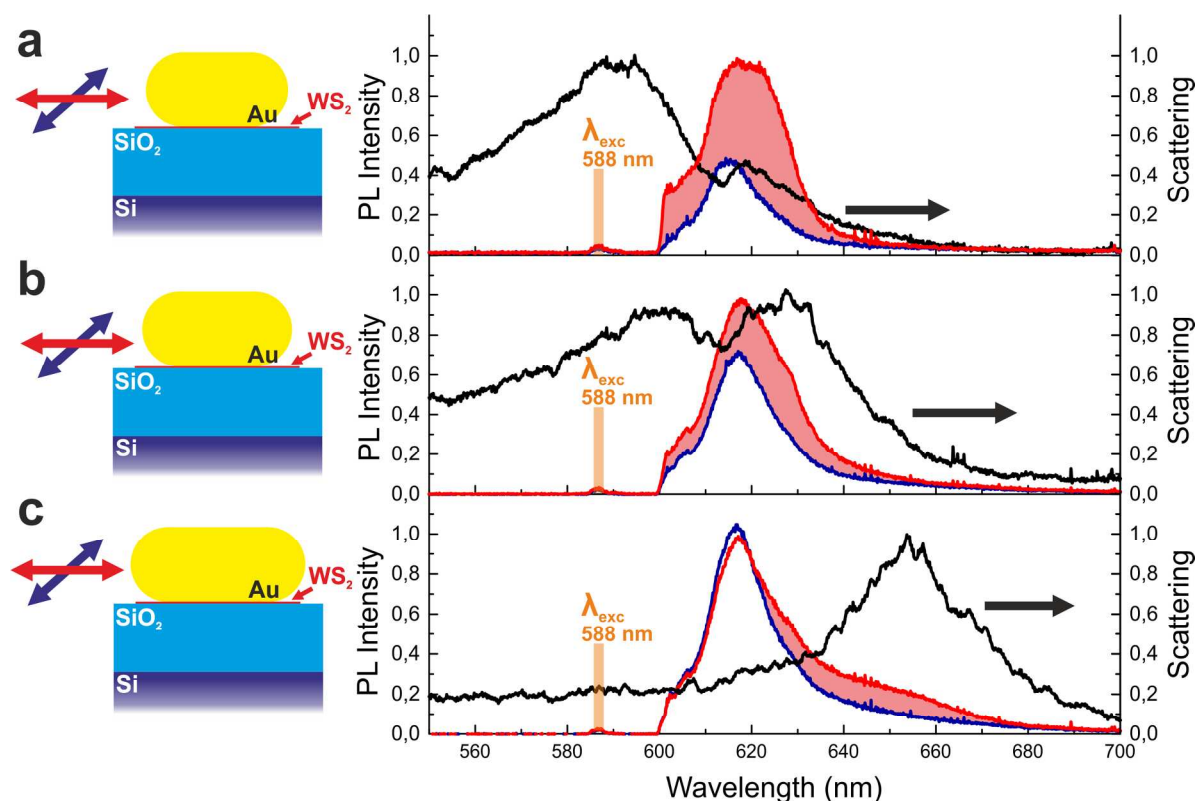 a
Au
WS2
SiO2
Si
PL Intensity
1,0
0,8
0,6
0,4
0,2
0,0
λexc
588 nm
1,0
0,8
0,6
0,4
0,2
0,0
Scattering
b
Au
WS2
SiO2
Si
PL Intensity
1,0
0,8
0,6
0,4
0,2
0,0
λexc
588 nm
1,0
0,8
0,6
0,4
0,2
0,0
Scattering
c
Au
WS2
SiO2
Si
PL Intensity
1,0
0,8
0,6
0,4
0,2
0,0
λexc
588 nm
1,0
0,8
0,6
0,4
0,2
0,0
Scattering
560 580 600 620 640 660 680 700
Wavelength (nm)